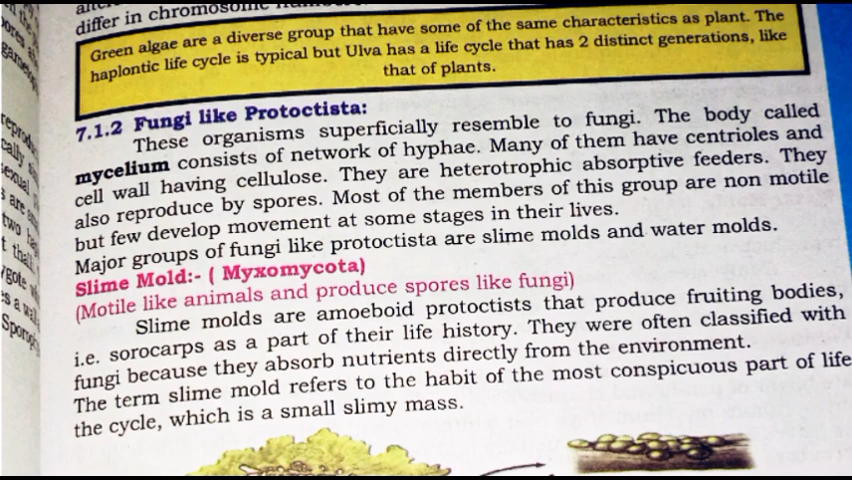 differ in chromosome
Green algae are a diverse group that have some of the same characteristics as plant. The
haplontic life cycle is typical but Ulva has a life cycle that has 2 distinct generations, like
that of plants.
7.1.2 Fungi like Protoctista:
These organisms superficially resemble to fungi. The body called
mycelium consists of network of hyphae. Many of them have centrioles and
cell wall having cellulose. They are heterotrophic absorptive feeders. They
also reproduce by spores. Most of the members of this group are non motile
but few develop movement at some stages in their lives.
Major groups of fungi like protoctista are slime molds and water molds.
Slime Mold:- ( Myxomycota)
(Motile like animals and produce spores like fungi)
Slime molds are amoeboid protoctists that produce fruiting bodies,
i.e. sorocarps as a part of their life history. They were often classified with
fungi because they absorb nutrients directly from the environment.
The term slime mold refers to the habit of the most conspicuous part of life
the cycle, which is a small slimy mass.